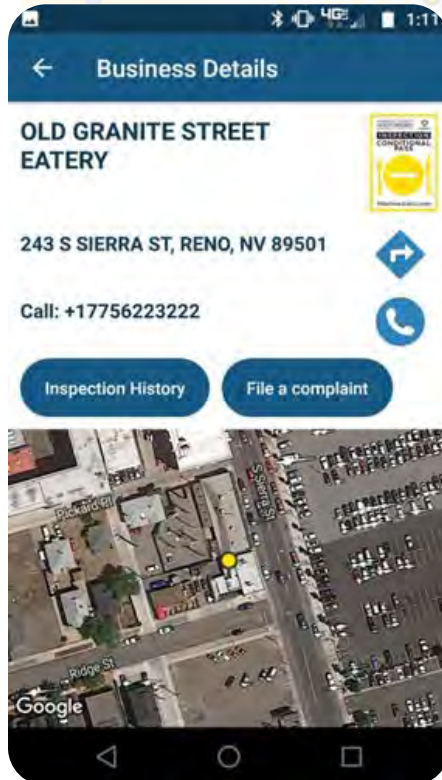 4G 1:11
Business Details
OLD GRANITE STREET
EATERY
INSPECTION
CONDITIONAL
PASS
243 S SIERRA ST, RENO, NV 89501
Call: +17756223222
Inspection History
File a complaint
Pickard Pl
S Sierra St
Ridge St
Google